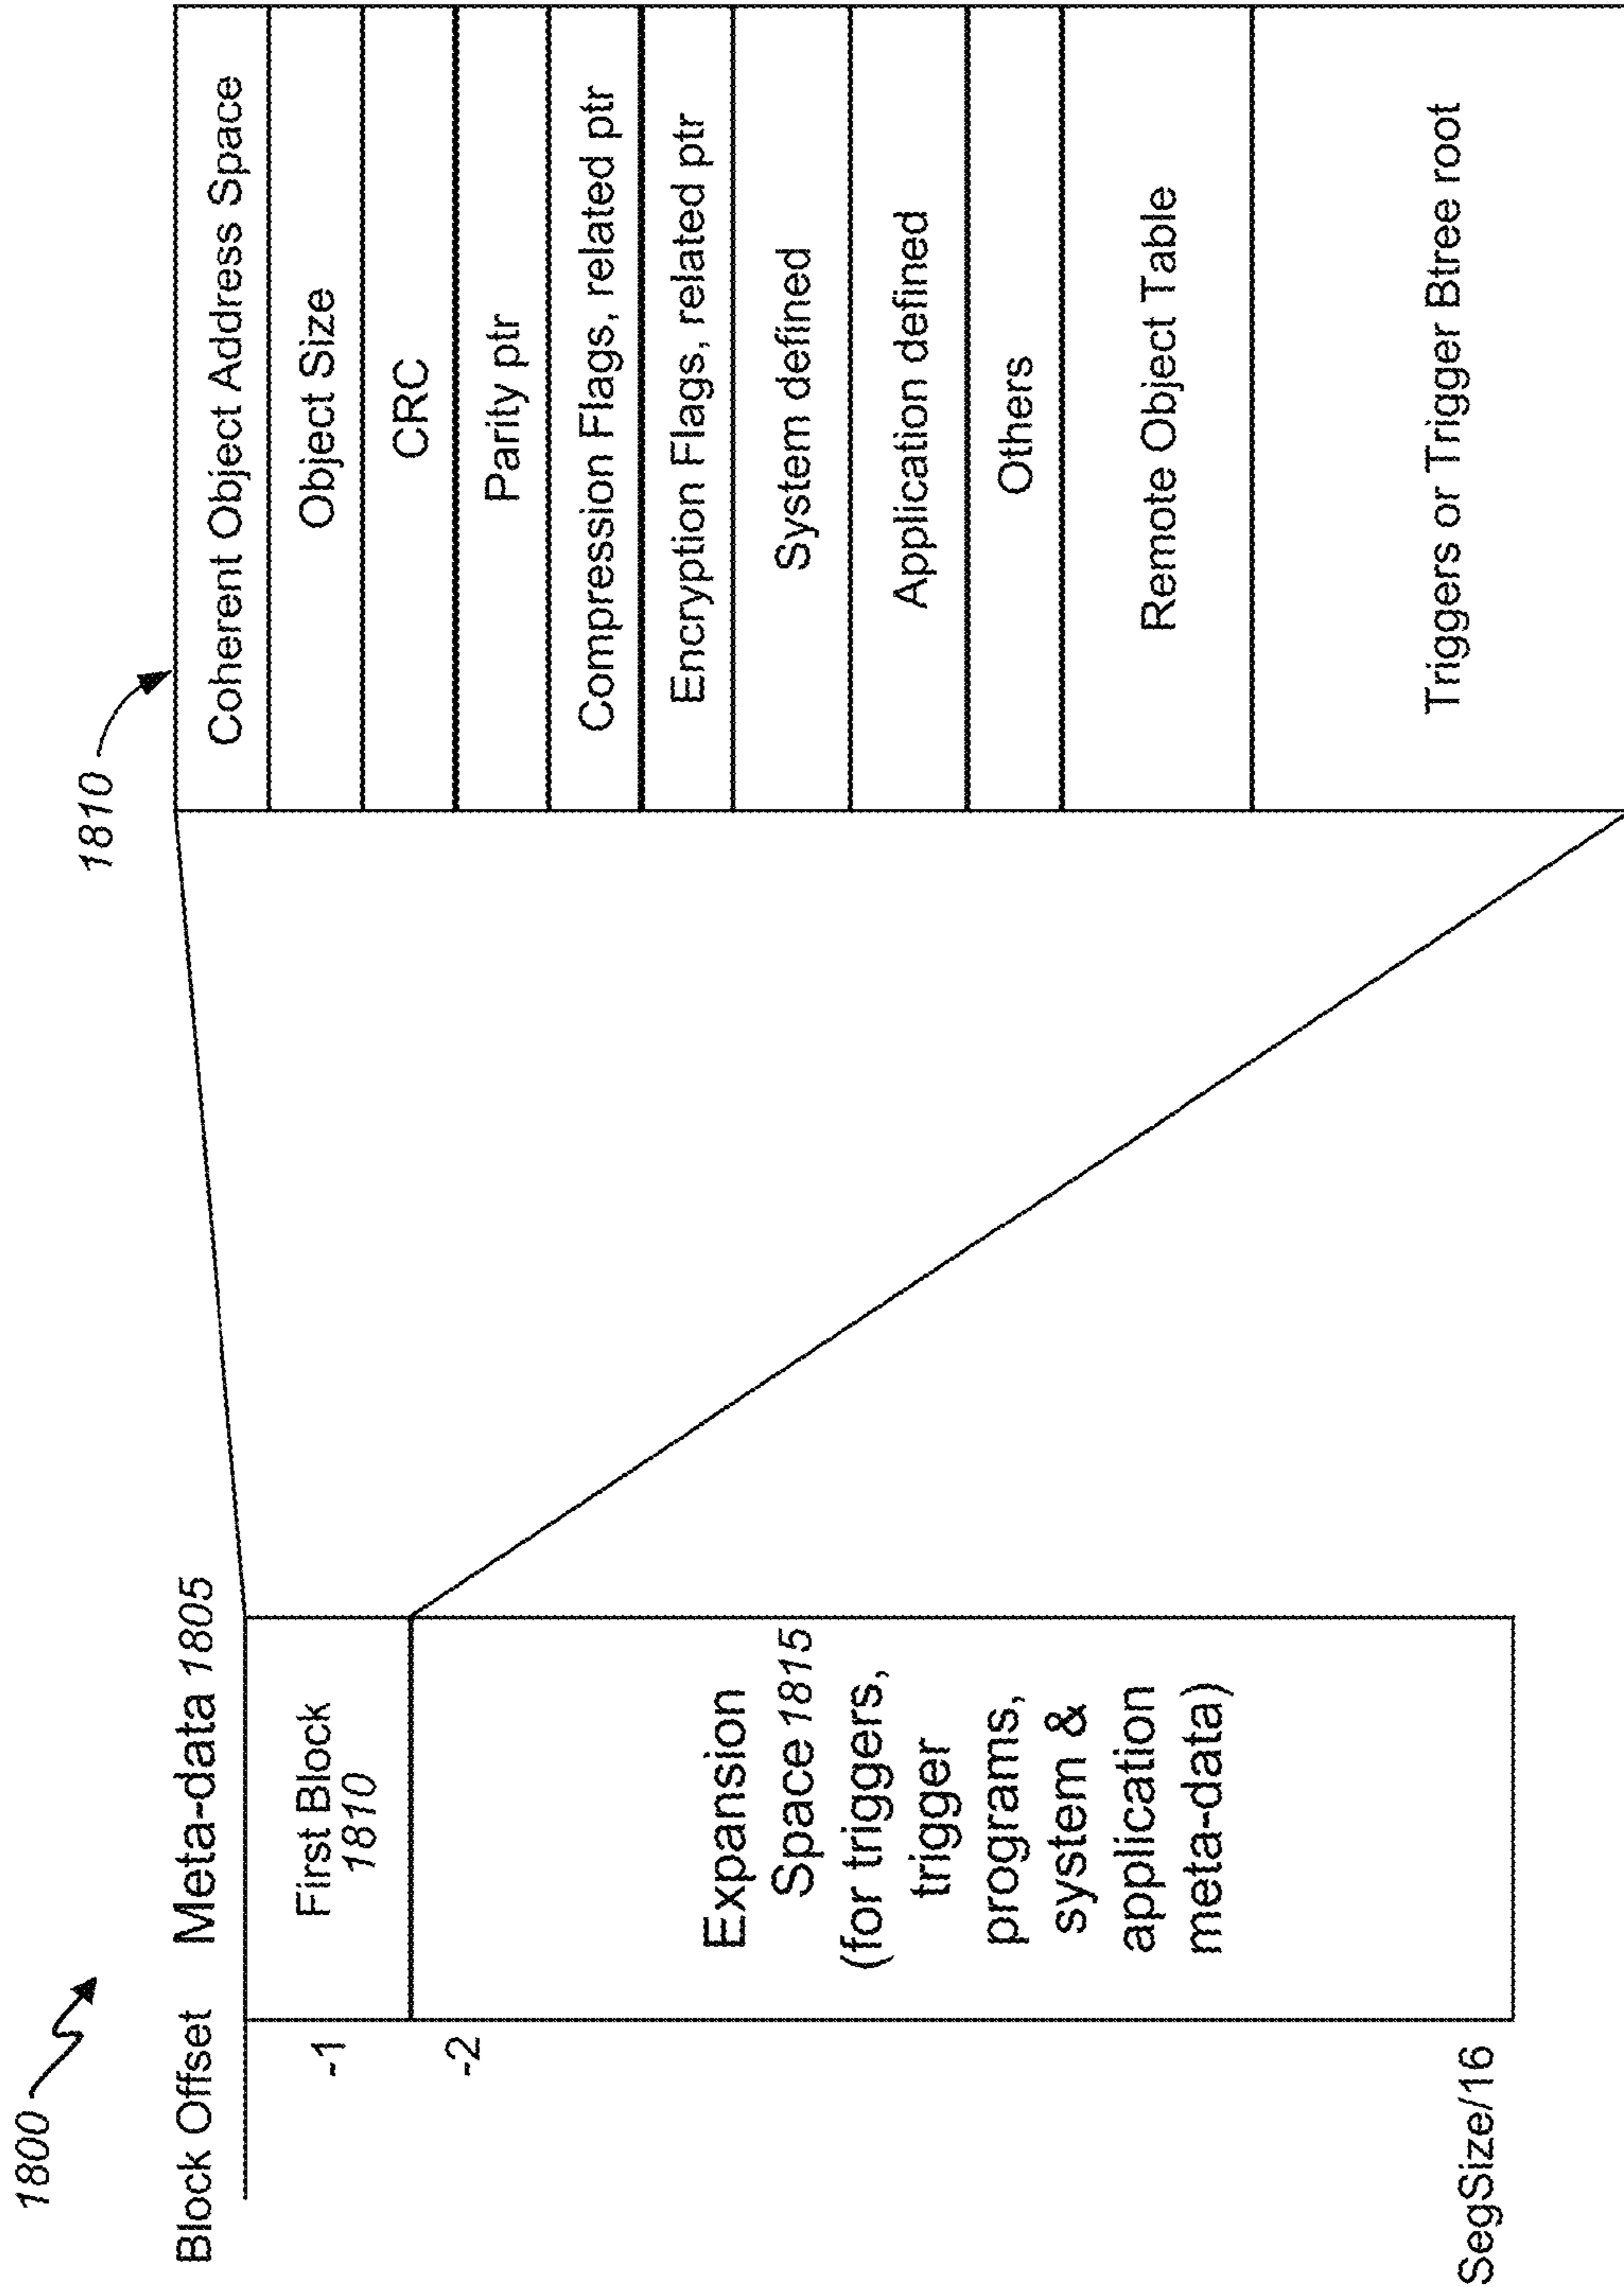 1800
Block Offset
Meta-data 1805
-1
First Block
1810
-2
Expansion
Space 1815
(for triggers,
trigger
programs,
system &
application
meta-data)
SegSize/16
1810
Coherent Object Address Space
Object Size
CRC
Parity ptr
Compression Flags, related ptr
Encryption Flags, related ptr
System defined
Application defined
Others
Remote Object Table
Triggers or Trigger Btree root